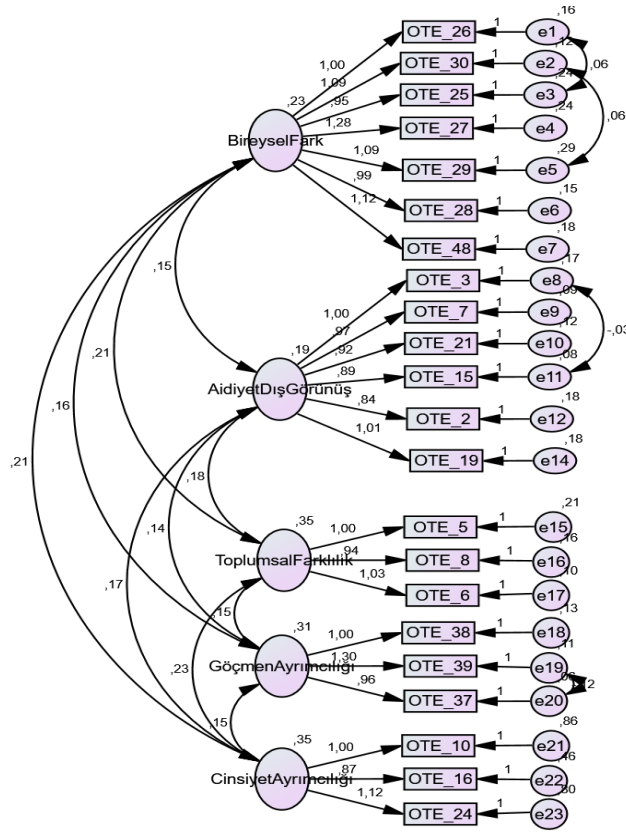 ,16
OTE_26
1
e1
,12
OTE_30
1
e2
,06
,24
OTE_25
1
e3
,24
OTE_27
1
e4
,06
,29
OTE_29
1
e5
,15
OTE_28
1
e6
,18
OTE_48
1
e7
1,00
1,09
,95
1,28
1,09
,99
1,12
,23
BireyselFark
,17
OTE_3
1
e8
,09
OTE_7
1
e9
,12
OTE_21
1
e10
-,03
,08
OTE_15
1
e11
,18
OTE_2
1
e12
,18
OTE_19
1
e14
1,00
,97
,92
,89
,84
1,01
,19
AidiyetDışGörünüş
,15
,21
,16
,21
,18
,14
,17
,21
OTE_5
1
e15
,16
OTE_8
1
e16
,10
OTE_6
1
e17
1,00
,94
1,03
,35
ToplumsalFarklılik
,15
,23
,13
OTE_38
1
e18
,11
OTE_39
1
e19
OTE_37
1
e20
1,00
1,30
,96
,31
GöçmenAyrımcılığı
,15
,86
OTE_10
1
e21
,46
OTE_16
1
e22
OTE_24
1
e23
1,00
,87
1,12
,35
CinsiyetAyrımcılığı